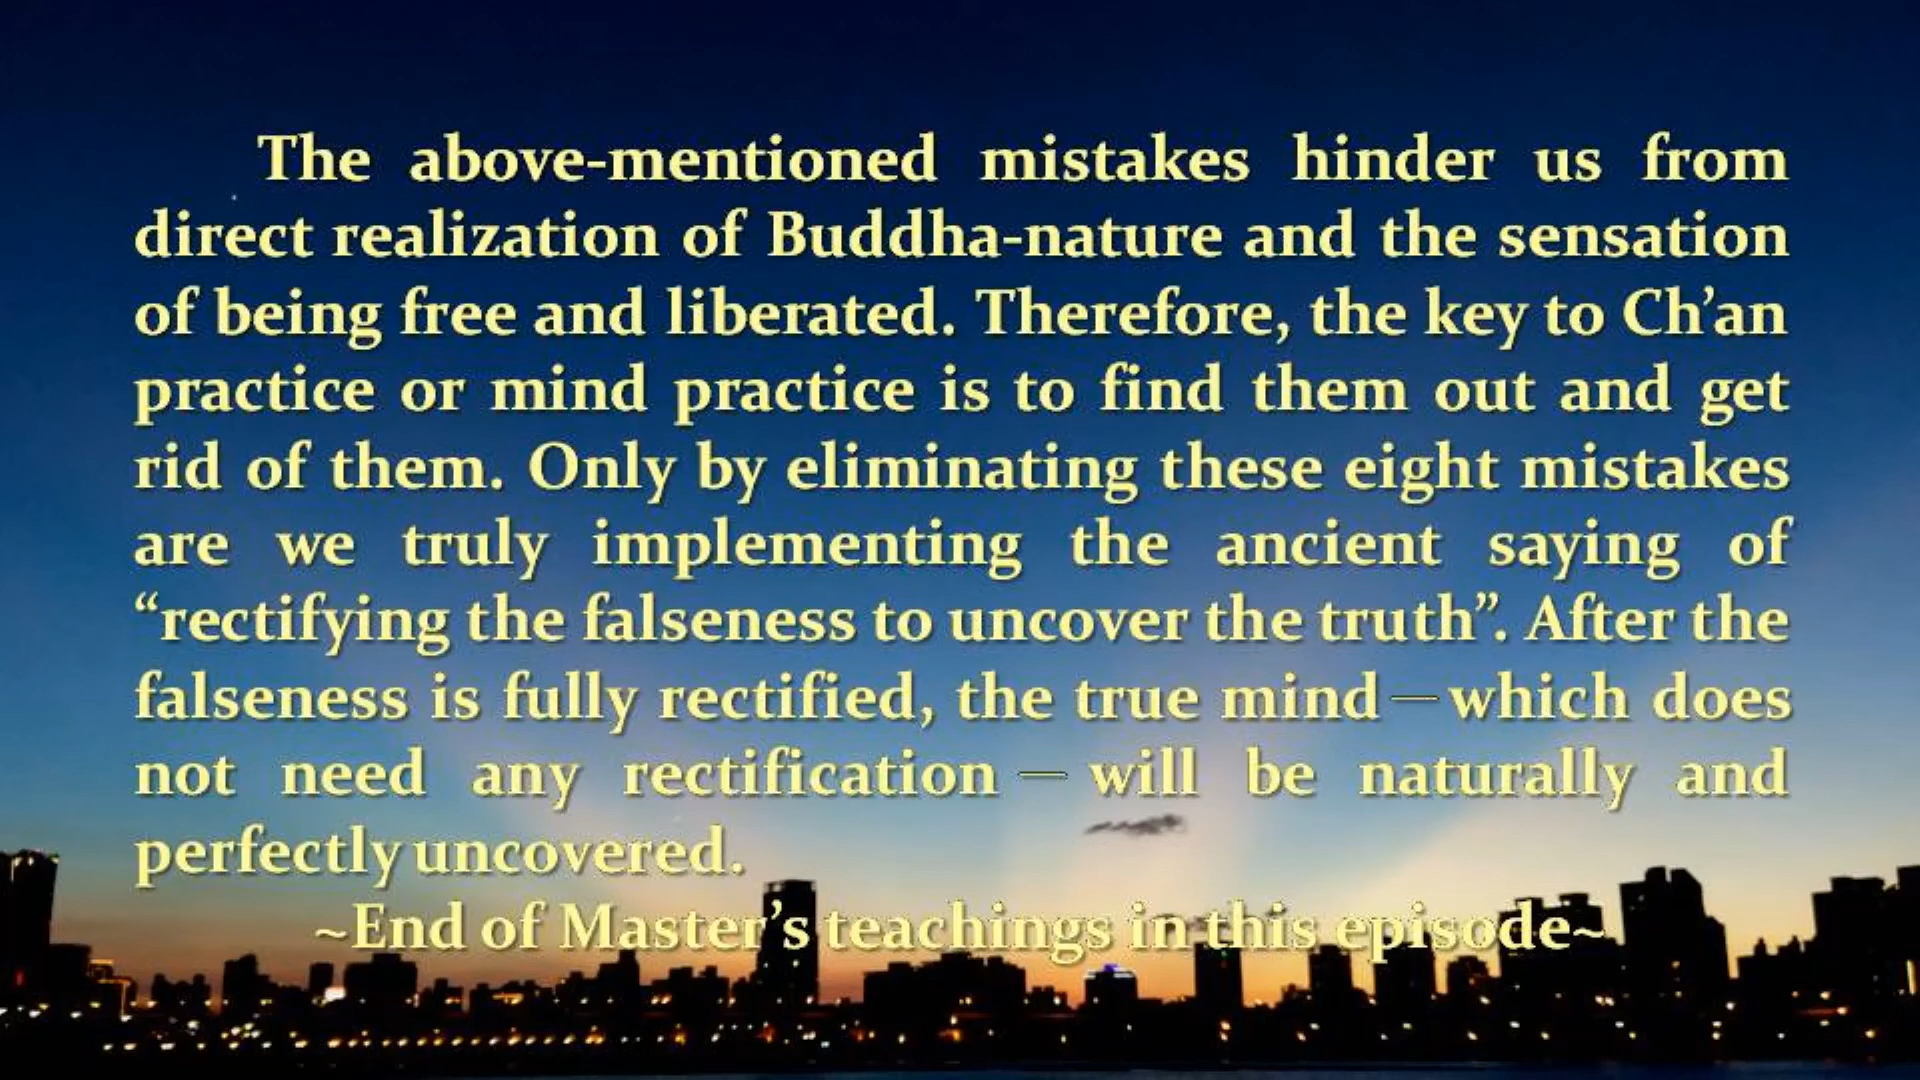 The above-mentioned mistakes hinder us from
direct realization of Buddha-nature and the sensation
of being free and liberated. Therefore, the key to Ch’an
practice or mind practice is to find them out and get
rid of them. Only by eliminating these eight mistakes
are we truly implementing the ancient saying of
“rectifying the falseness to uncover the truth”. After the
falseness is fully rectified, the true mind — which does
not need any rectification — will be naturally and
perfectly uncovered.
~End of Master’s teachings in this episode~